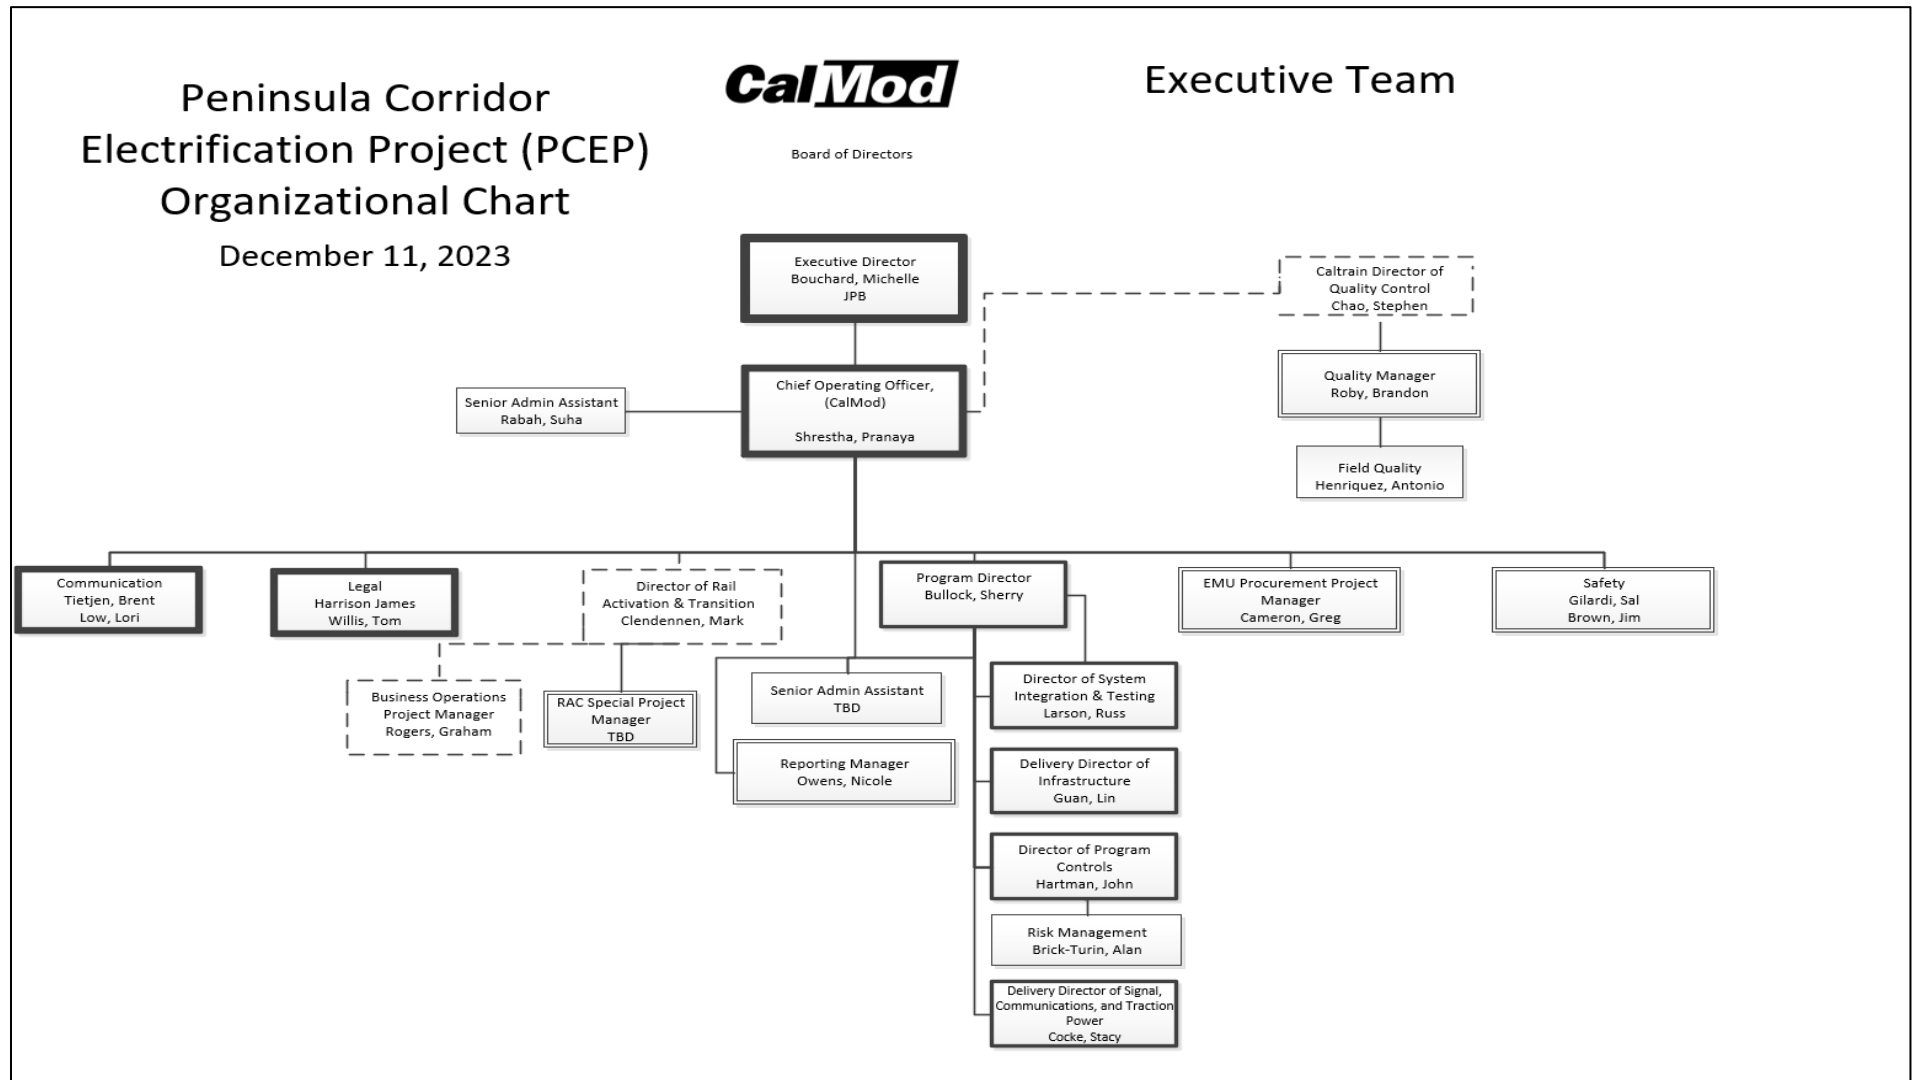 Peninsula Corridor
Electrification Project (PCEP)
Organizational Chart
December 11, 2023
CalMod
Board of Directors
Executive Team
Executive Director
Bouchard, Michelle
JPB
Caltrain Director of
Quality Control
Chao, Stephen
Senior Admin Assistant
Rabah, Suha
Chief Operating Officer,
(CalMod)
Shrestha, Pranaya
Quality Manager
Roby, Brandon
Field Quality
Henriquez, Antonio
Communication
Tietjen, Brent
Low, Lori
Legal
Harrison James
Willis, Tom
Director of Rail
Activation & Transition
Clendennen, Mark
Program Director
Bullock, Sherry
EMU Procurement Project
Manager
Cameron, Greg
Safety
Gilardi, Sal
Brown, Jim
Business Operations
Project Manager
Rogers, Graham
RAC Special Project
Manager
TBD
Senior Admin Assistant
TBD
Reporting Manager
Owens, Nicole
Director of System
Integration & Testing
Larson, Russ
Delivery Director of
Infrastructure
Guan, Lin
Director of Program
Controls
Hartman, John
Risk Management
Brick-Turin, Alan
Delivery Director of Signal,
Communications, and Traction
Power
Cocke, Stacy